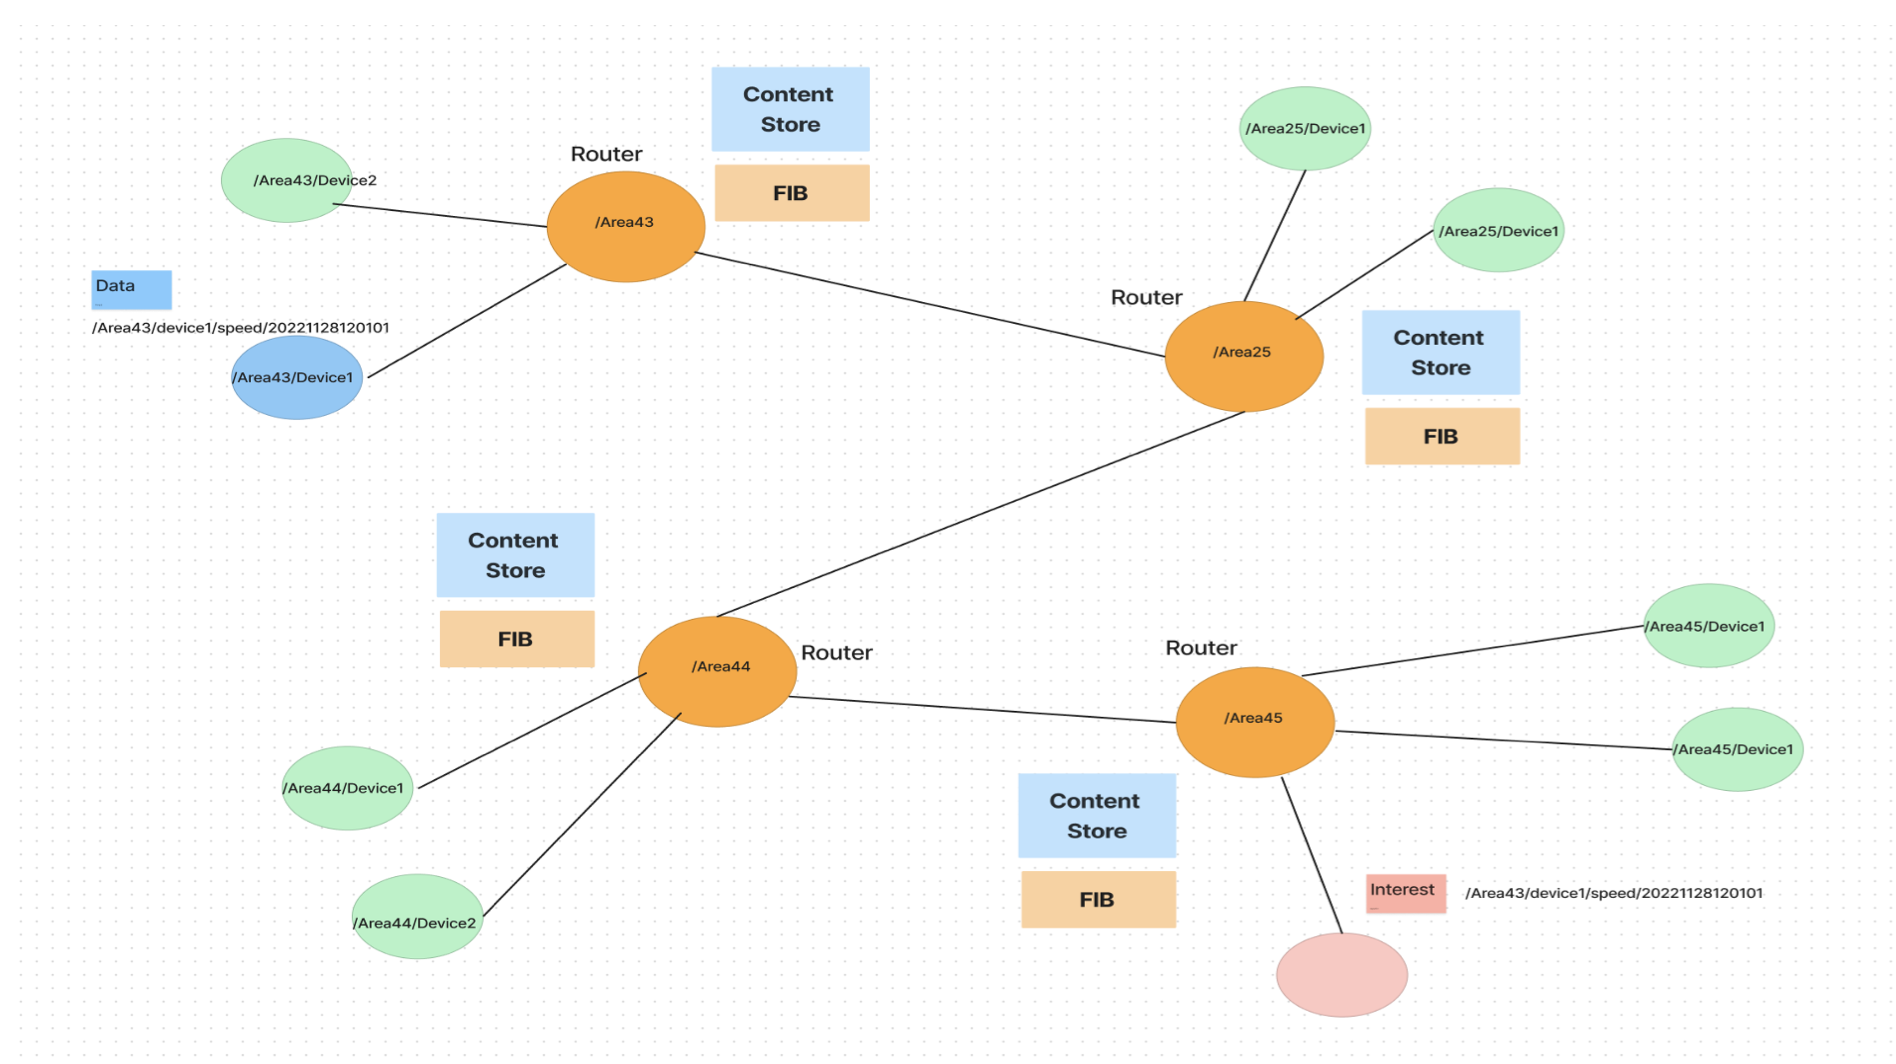 Content
Store
/Area25/Device1
Router
/Area43/Device2
FIB
/Area43
/Area25/Device1
Data
Router
/Area43/device1/speed/20221128120101
Content
Store
/Area25
/Area43/Device1
FIB
Content
Store
/Area45/Device1
FIB
Router
Router
/Area44
/Area45
/Area45/Device1
/Area44/Device1
Content
Store
Interest
/Area43/device1/speed/20221128120101
FIB
/Area44/Device2